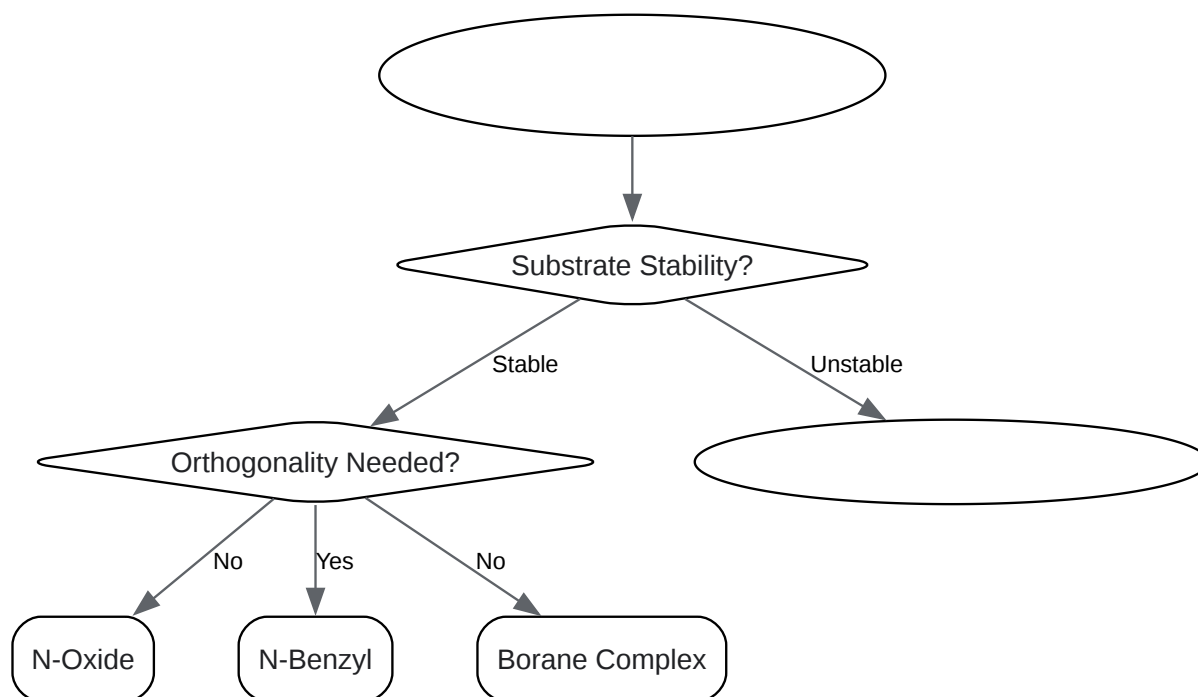 Substrate Stability?
Stable
Unstable
Orthogonality Needed?
No
Yes
No
N-Oxide
N-Benzyl
Borane Complex